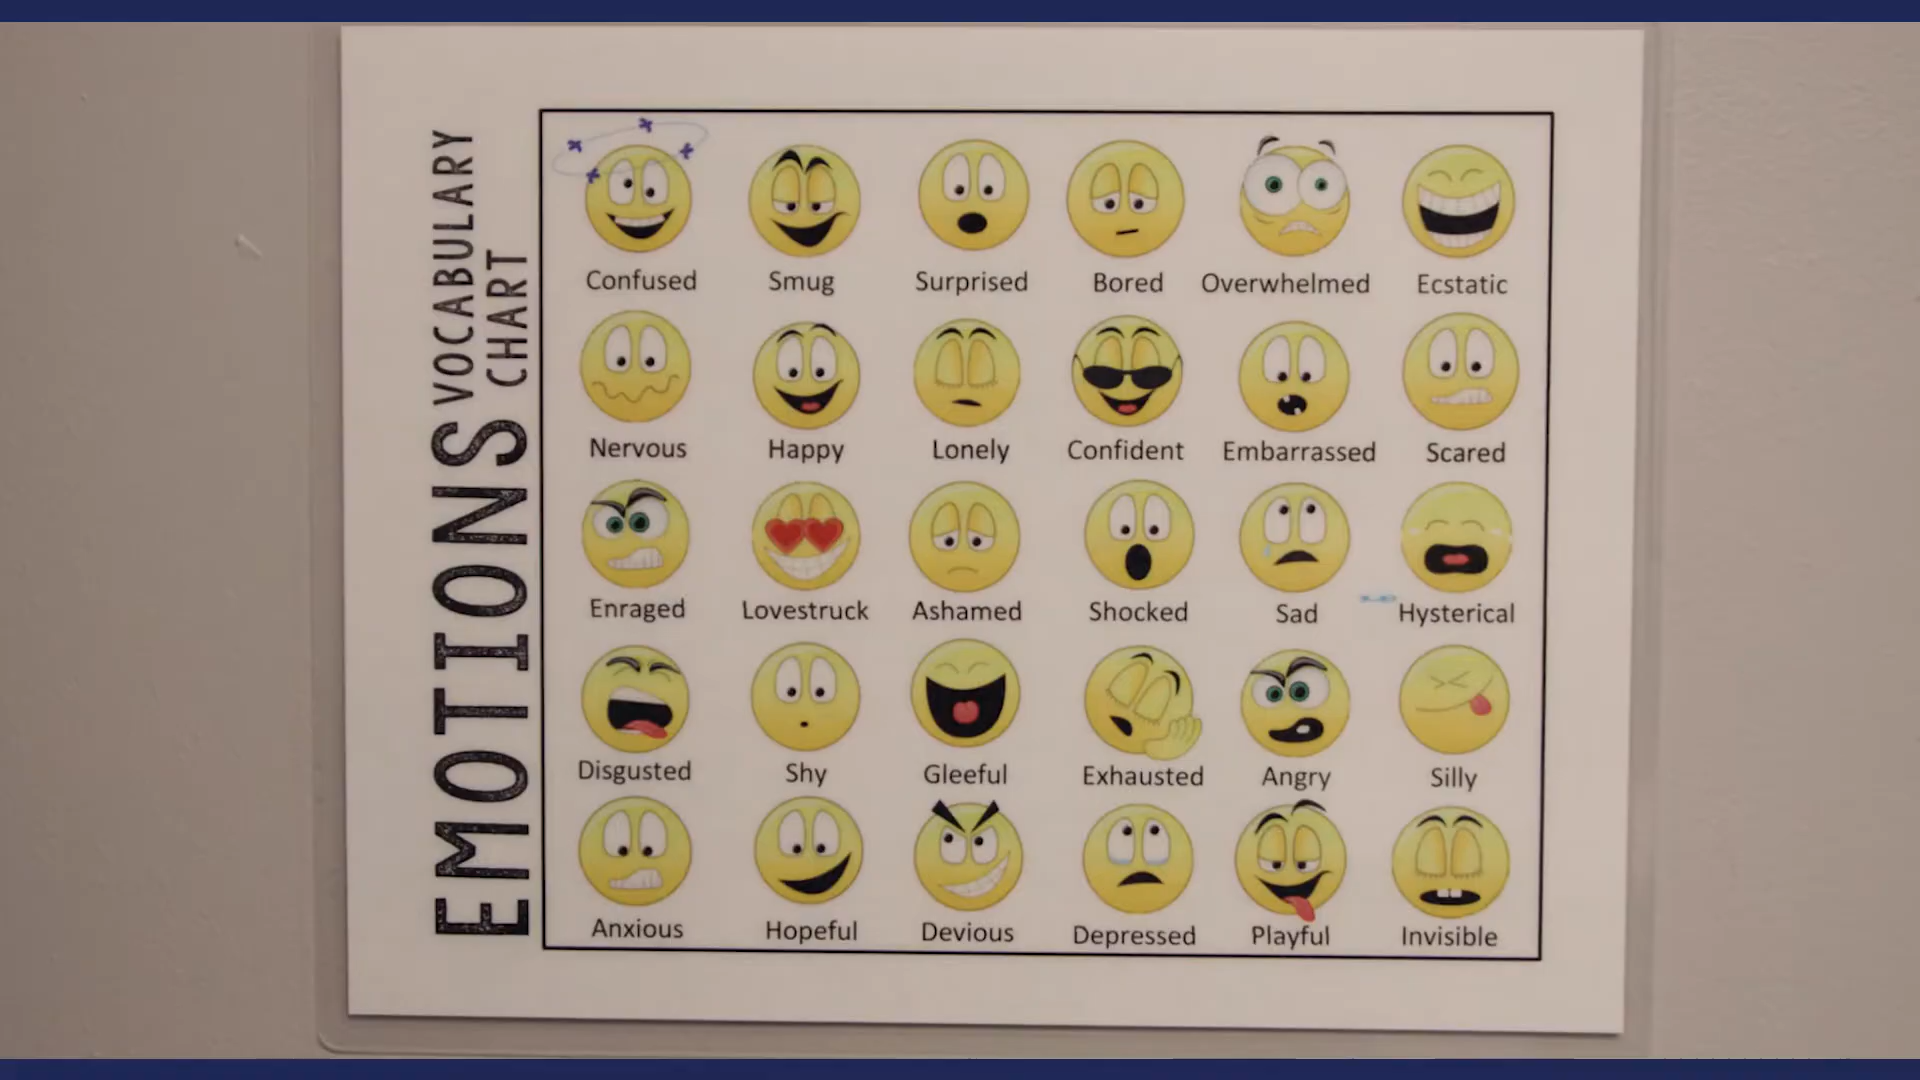 EMOTIONS VOCABULARY
CHART
Confused Smug Surprised Bored Overwhelmed Ecstatic
Nervous Happy Lonely Confident Embarrassed Scared
Enraged Lovestruck Ashamed Shocked Sad Hysterical
Disgusted Shy Gleeful Exhausted Angry Silly
Anxious Hopeful Devious Depressed Playful Invisible